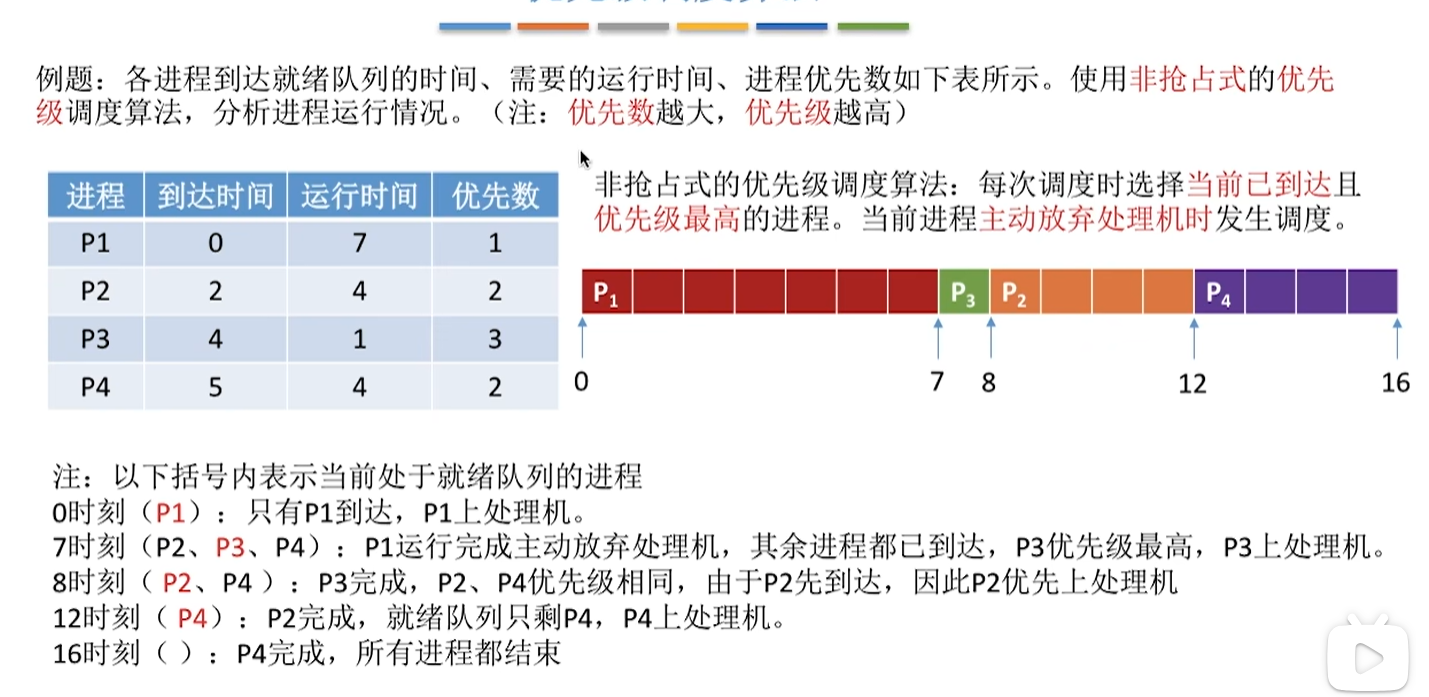 例题：各进程到达就绪队列的时间、需要的运行时间、进程优先数如下表所示。使用非抢占式的优先
级调度算法，分析进程运行情况。（注：优先数越大，优先级越高）
进程 到达时间 运行时间 优先数
P1 0 7 1
P2 2 4 2
P3 4 1 3
P4 5 4 2
非抢占式的优先级调度算法：每次调度时选择当前已到达且
优先级最高的进程。当前进程主动放弃处理机时发生调度。
P1 P3 P2 P4
0 7 8 12 16
注：以下括号内表示当前处于就绪队列的进程
0时刻（P1）：只有P1到达，P1上处理机。
7时刻（P2、P3、P4）：P1运行完成主动放弃处理机，其余进程都已到达，P3优先级最高，P3上处理机。
8时刻（ P2、P4 ）：P3完成，P2、P4优先级相同，由于P2先到达，因此P2优先上处理机
12时刻（ P4）：P2完成，就绪队列只剩P4，P4上处理机。
16时刻（ ）：P4完成，所有进程都结束